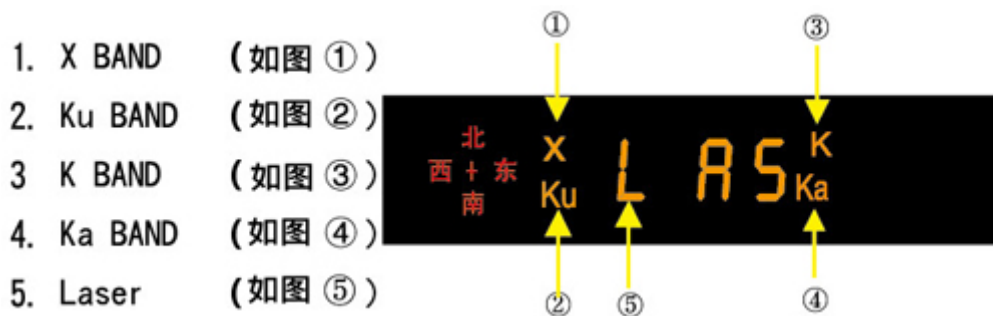 1. X BAND (如图 ①)
2. Ku BAND (如图 ②)
3 K BAND (如图 ③)
4. Ka BAND (如图 ④)
5. Laser (如图 ⑤)
① ③
北
西 东
南
X K
Ku L AS Ka
② ⑤ ④